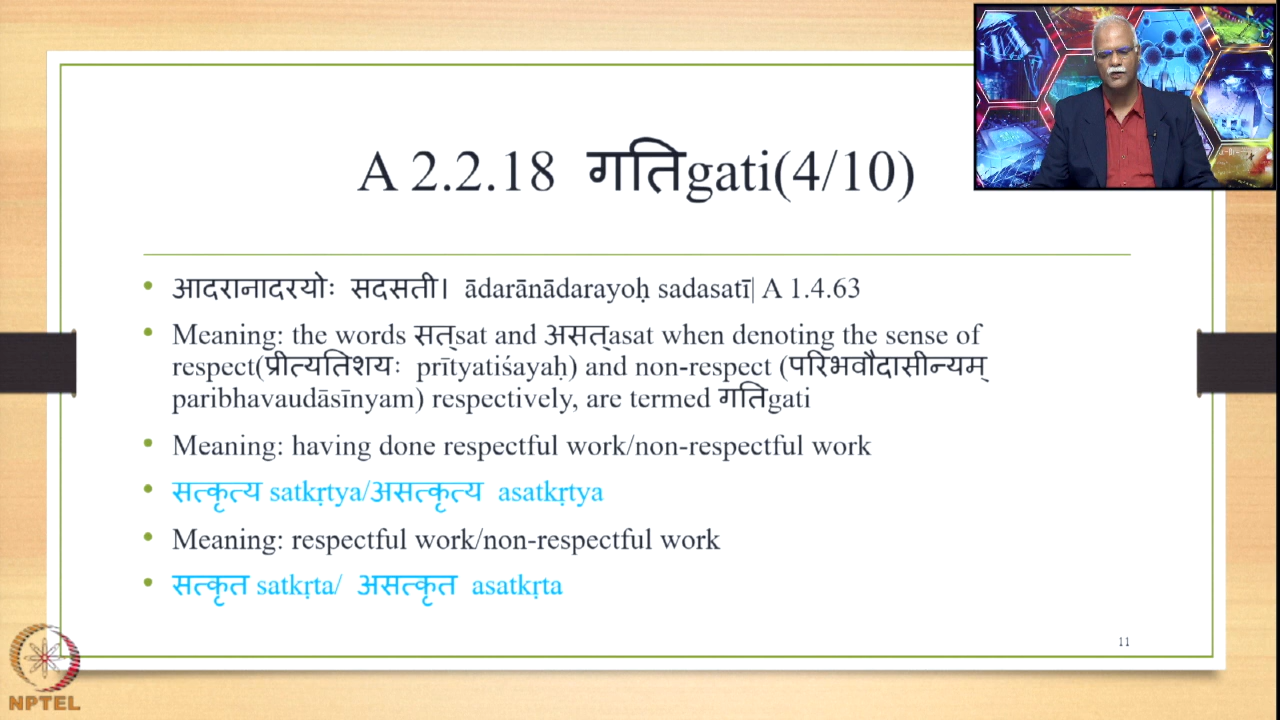 A 2.2.18 गतिgati(4/10)
• आदरानादरयोः सदसती। ādarānādarayoḥ sadasatī| A 1.4.63
• Meaning: the words सत्sat and असत्asat when denoting the sense of
respect(प्रीत्यतिशयः prītyatiśayaḥ) and non-respect (परिभवौदासीन्यम्
paribhavaudāsīnyam) respectively, are termed गतिgati
• Meaning: having done respectful work/non-respectful work
• सत्कृत्य satkṛtya/असत्कृत्य asatkṛtya
• Meaning: respectful work/non-respectful work
• सत्कृत satkṛta/ असत्कृत asatkṛta
11
NPTEL